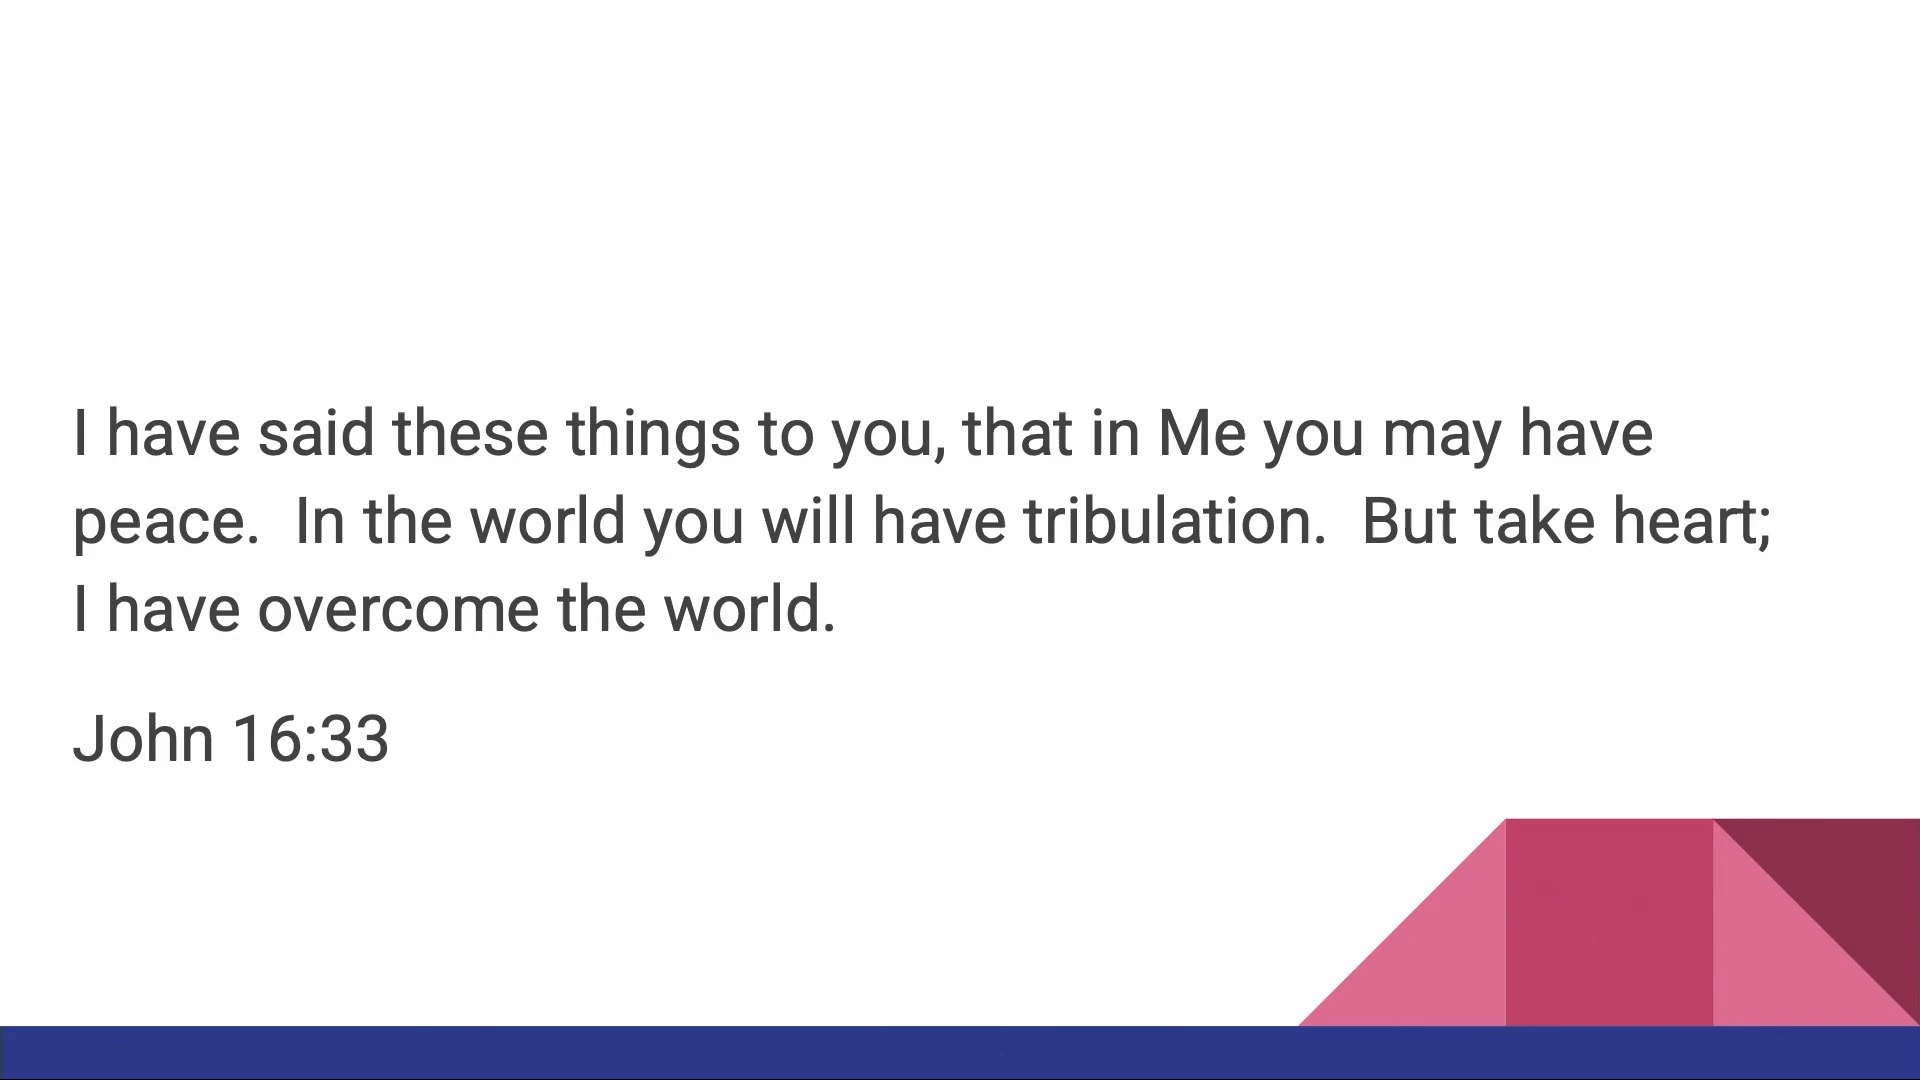 I have said these things to you, that in Me you may have
peace.  In the world you will have tribulation.  But take heart;
I have overcome the world.
John 16:33